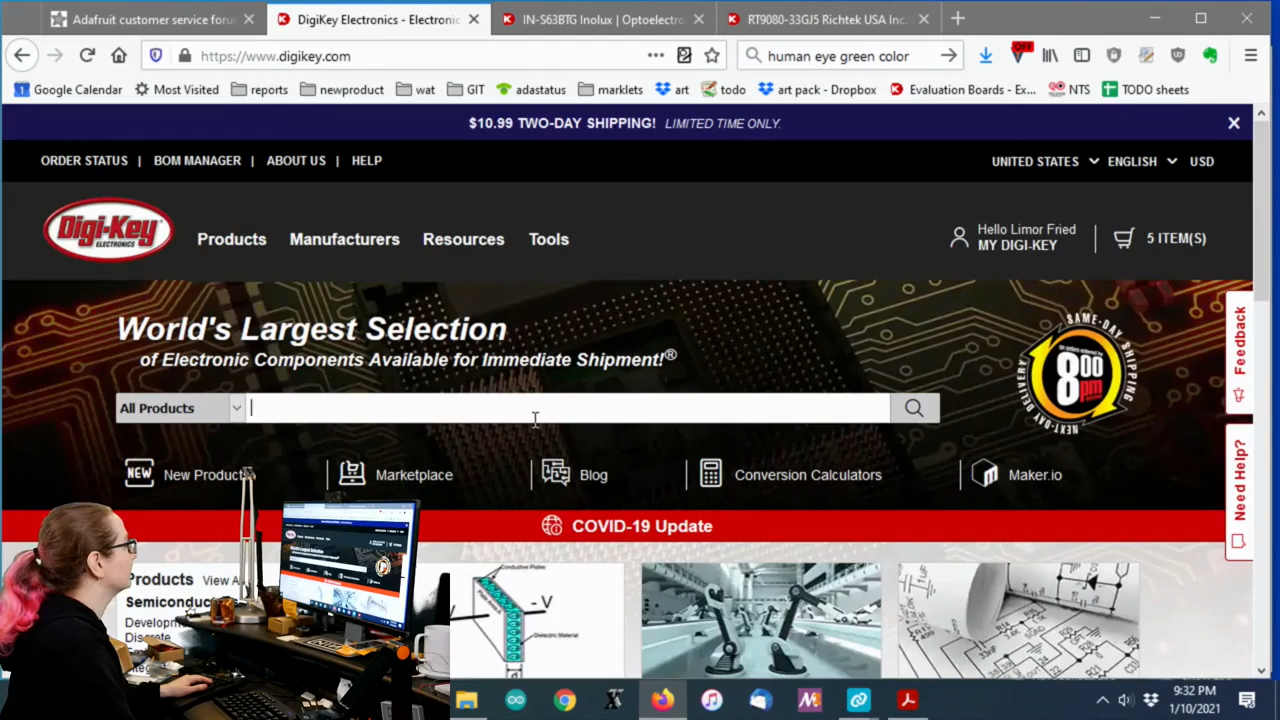 Adafruit customer service foru
DigiKey Electronics - Electronic
IN-S63BTG Inolux | Optoelectro
RT9080-33GJ5 Richtek USA Inc.
https://www.digikey.com
human eye green color
OFF
Google Calendar
Most Visited
reports
newproduct
wat
GIT
adastatus
marklets
art
todo
art pack - Dropbox
Evaluation Boards - Ex...
NTS
TODO sheets
$10.99 TWO-DAY SHIPPING! LIMITED TIME ONLY.
ORDER STATUS | BOM MANAGER | ABOUT US | HELP
UNITED STATES ENGLISH USD
Digi-Key
ELECTRONICS
Products Manufacturers Resources Tools
Hello Limor Fried
MY DIGI-KEY
5 ITEM(S)
World's Largest Selection
of Electronic Components Available for Immediate Shipment!®
SAME-DAY SHIPPING
8:00 pm
NEXT-DAY DELIVERY
Feedback
All Products
NEW
New Products
Marketplace
Blog
Conversion Calculators
Maker.io
Need Help?
COVID-19 Update
Products View
Semiconduc
Developm
Discrete
Conductive Plates
- V
Dielectric Material
d
9:32 PM
1/10/2021